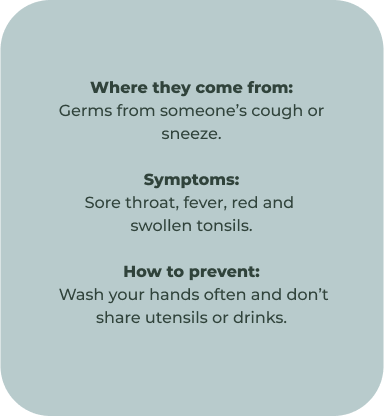 Where they come from:
Germs from someone’s cough or
sneeze.
Symptoms:
Sore throat, fever, red and
swollen tonsils.
How to prevent:
Wash your hands often and don’t
share utensils or drinks.